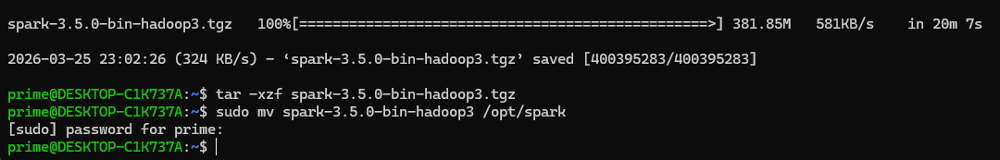 spark-3.5.0-bin-hadoop3.tgz   100%[=================================================>] 381.85M   581KB/s    in 20m 7s
2026-03-25 23:02:26 (324 KB/s) - ‘spark-3.5.0-bin-hadoop3.tgz’ saved [400395283/400395283]
prime@DESKTOP-C1K737A:~$ tar -xzf spark-3.5.0-bin-hadoop3.tgz
prime@DESKTOP-C1K737A:~$ sudo mv spark-3.5.0-bin-hadoop3 /opt/spark
[sudo] password for prime:
prime@DESKTOP-C1K737A:~$